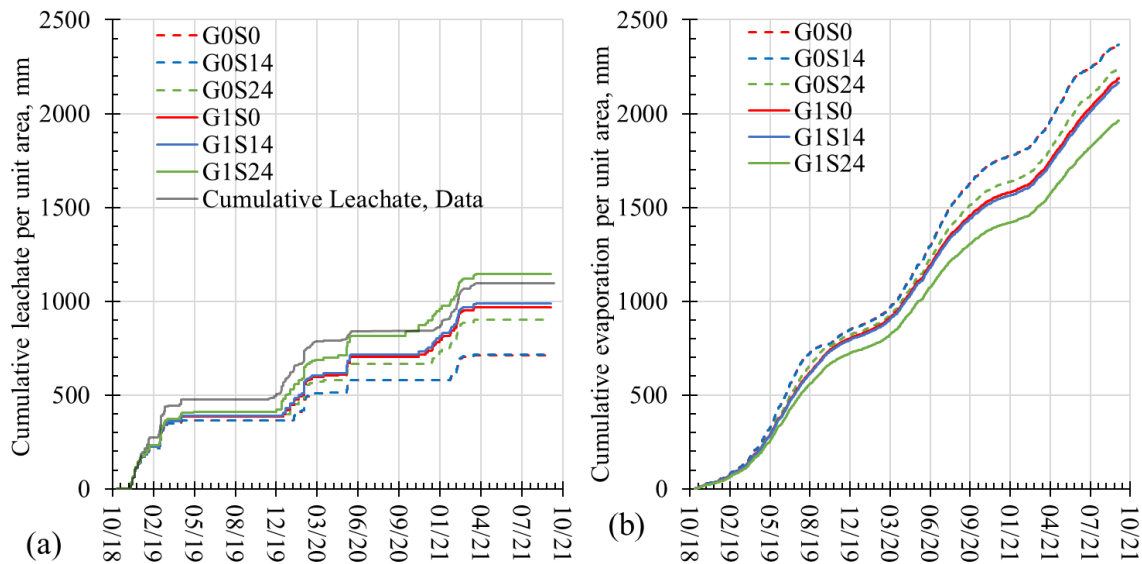 2500
2000
1500
1000
500
0
Cumulative leachate per unit area, mm
G0S0
G0S14
G0S24
G1S0
G1S14
G1S24
Cumulative Leachate, Data
10/18
02/19
05/19
08/19
12/19
03/20
06/20
09/20
01/21
04/21
07/21
10/21
(a)
2500
2000
1500
1000
500
0
Cumulative evaporation per unit area, mm
G0S0
G0S14
G0S24
G1S0
G1S14
G1S24
10/18
02/19
05/19
08/19
12/19
03/20
06/20
09/20
01/21
04/21
07/21
10/21
(b)